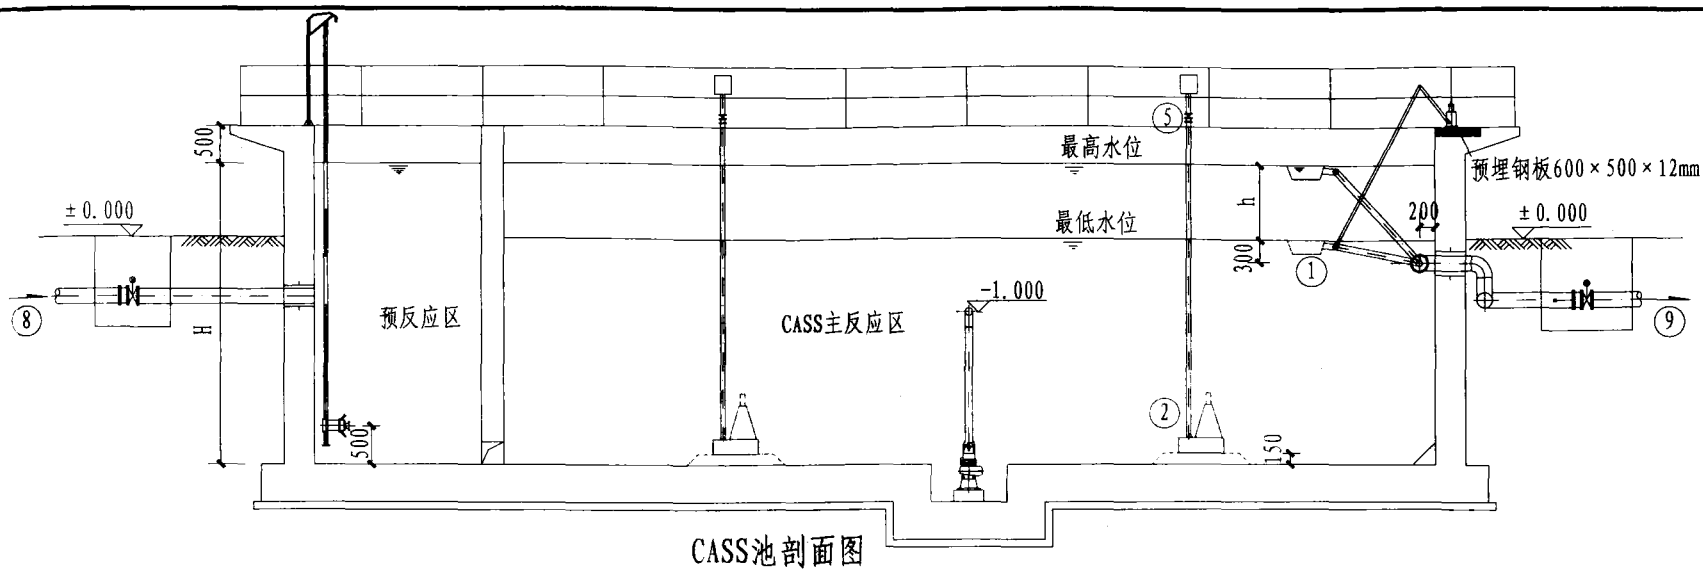 500
⑤
最高水位
预埋钢板600×500×12mm
±0.000
h
200
±0.000
最低水位
300
①
-1.000
⑧
H
预反应区
CASS主反应区
⑨
②
500
150
CASS池剖面图